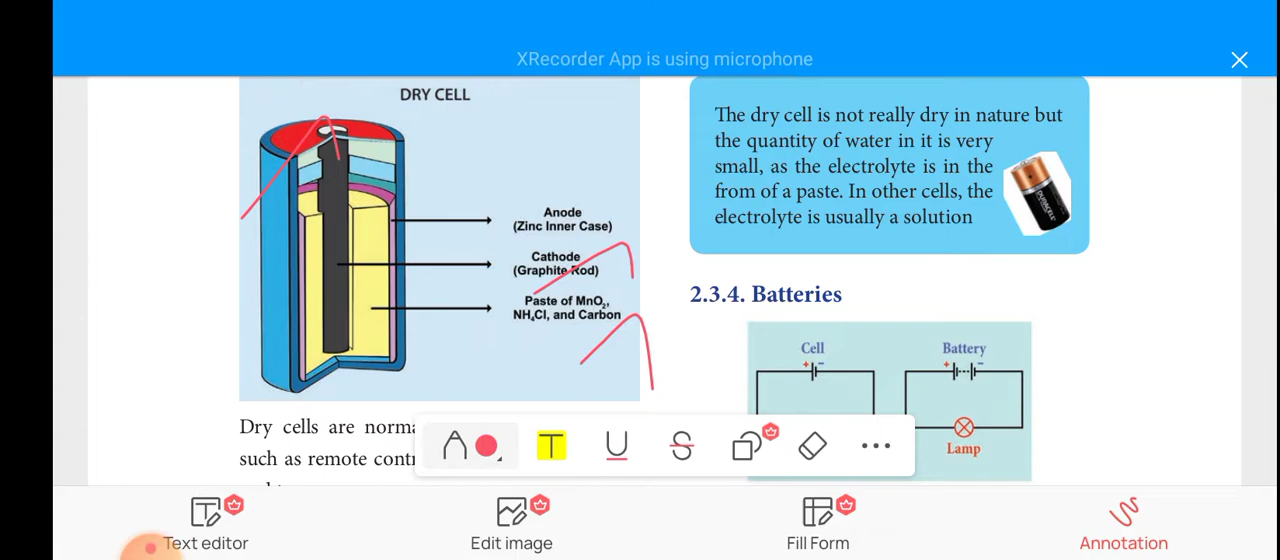 XRecorder App is using microphone
DRY CELL
Anode
(Zinc Inner Case)
Cathode
(Graphite Rod)
Paste of MnO₂,
NH₄Cl, and Carbon
Dry cells are norma
such as remote contr
The dry cell is not really dry in nature but
the quantity of water in it is very
small, as the electrolyte is in the
from of a paste. In other cells, the
electrolyte is usually a solution
DURACELL
2.3.4. Batteries
Cell
+ −
Battery
+ −
Lamp
T
U
S
Text editor
Edit image
Fill Form
Annotation